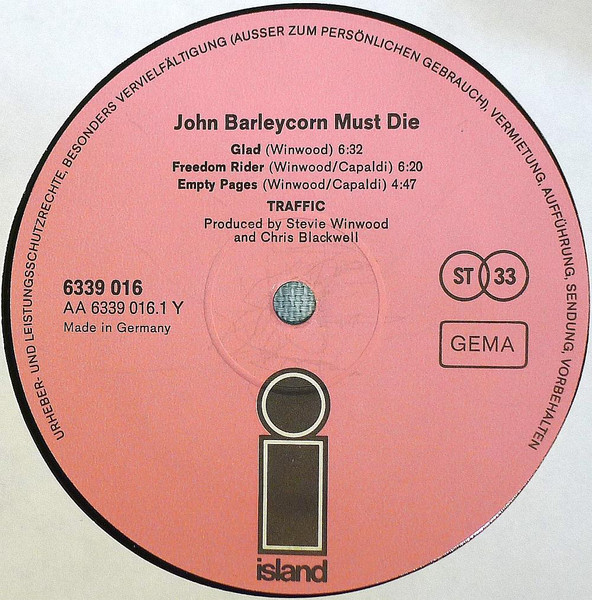 URHEBER- UND LEISTUNGSSCHUTZRECHTE, BESONDERS VERVIELFÄLTIGUNG (AUSSER ZUM PERSÖNLICHEN GEBRAUCH), VERMIETUNG, AUFFÜHRUNG, SENDUNG, VORBEHALTEN
John Barleycorn Must Die
Glad (Winwood) 6:32
Freedom Rider (Winwood/Capaldi) 6:20
Empty Pages (Winwood/Capaldi) 4:47
TRAFFIC
Produced by Stevie Winwood
and Chris Blackwell
6339 016
AA 6339 016.1 Y
Made in Germany
ST 33
GEMA
island